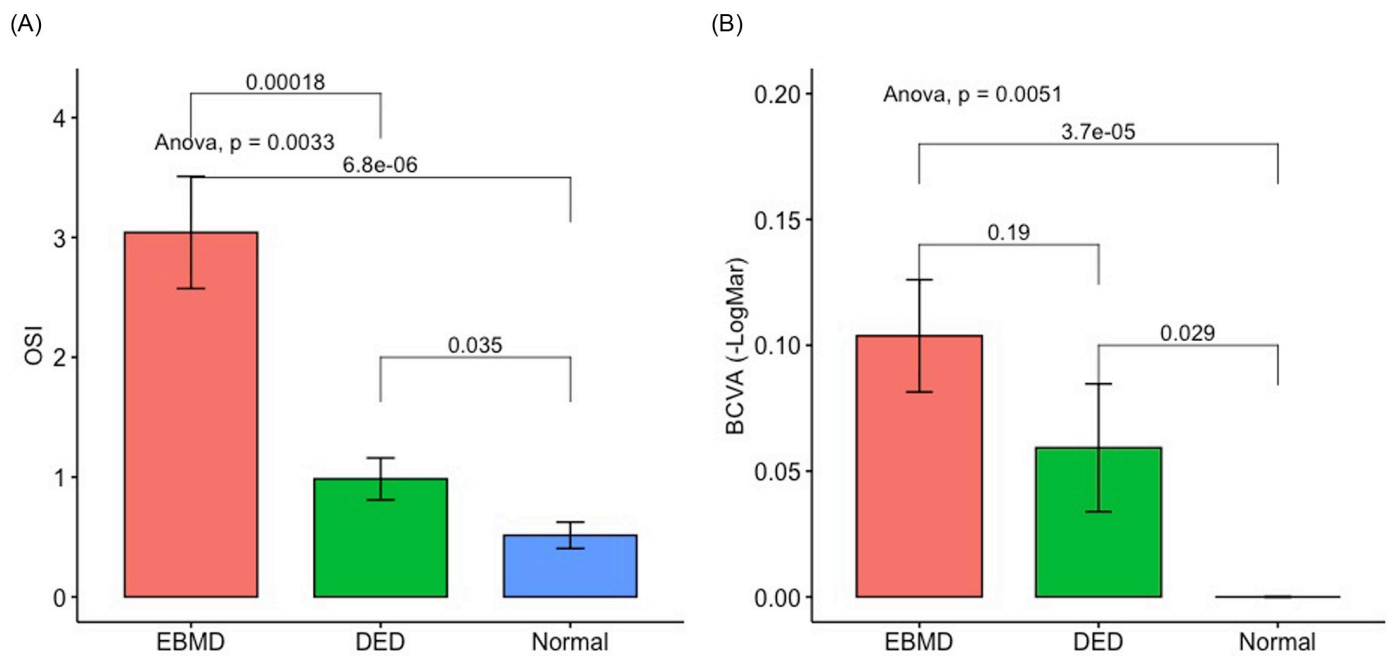 (A)
0.00018
4
Anova, p = 0.0033
6.8e-06
3
OSI
2
0.035
1
0
EBMD DED Normal
(B)
0.20
Anova, p = 0.0051
3.7e-05
0.15
0.19
BCVA (-LogMar)
0.10
0.029
0.05
0.00
EBMD DED Normal